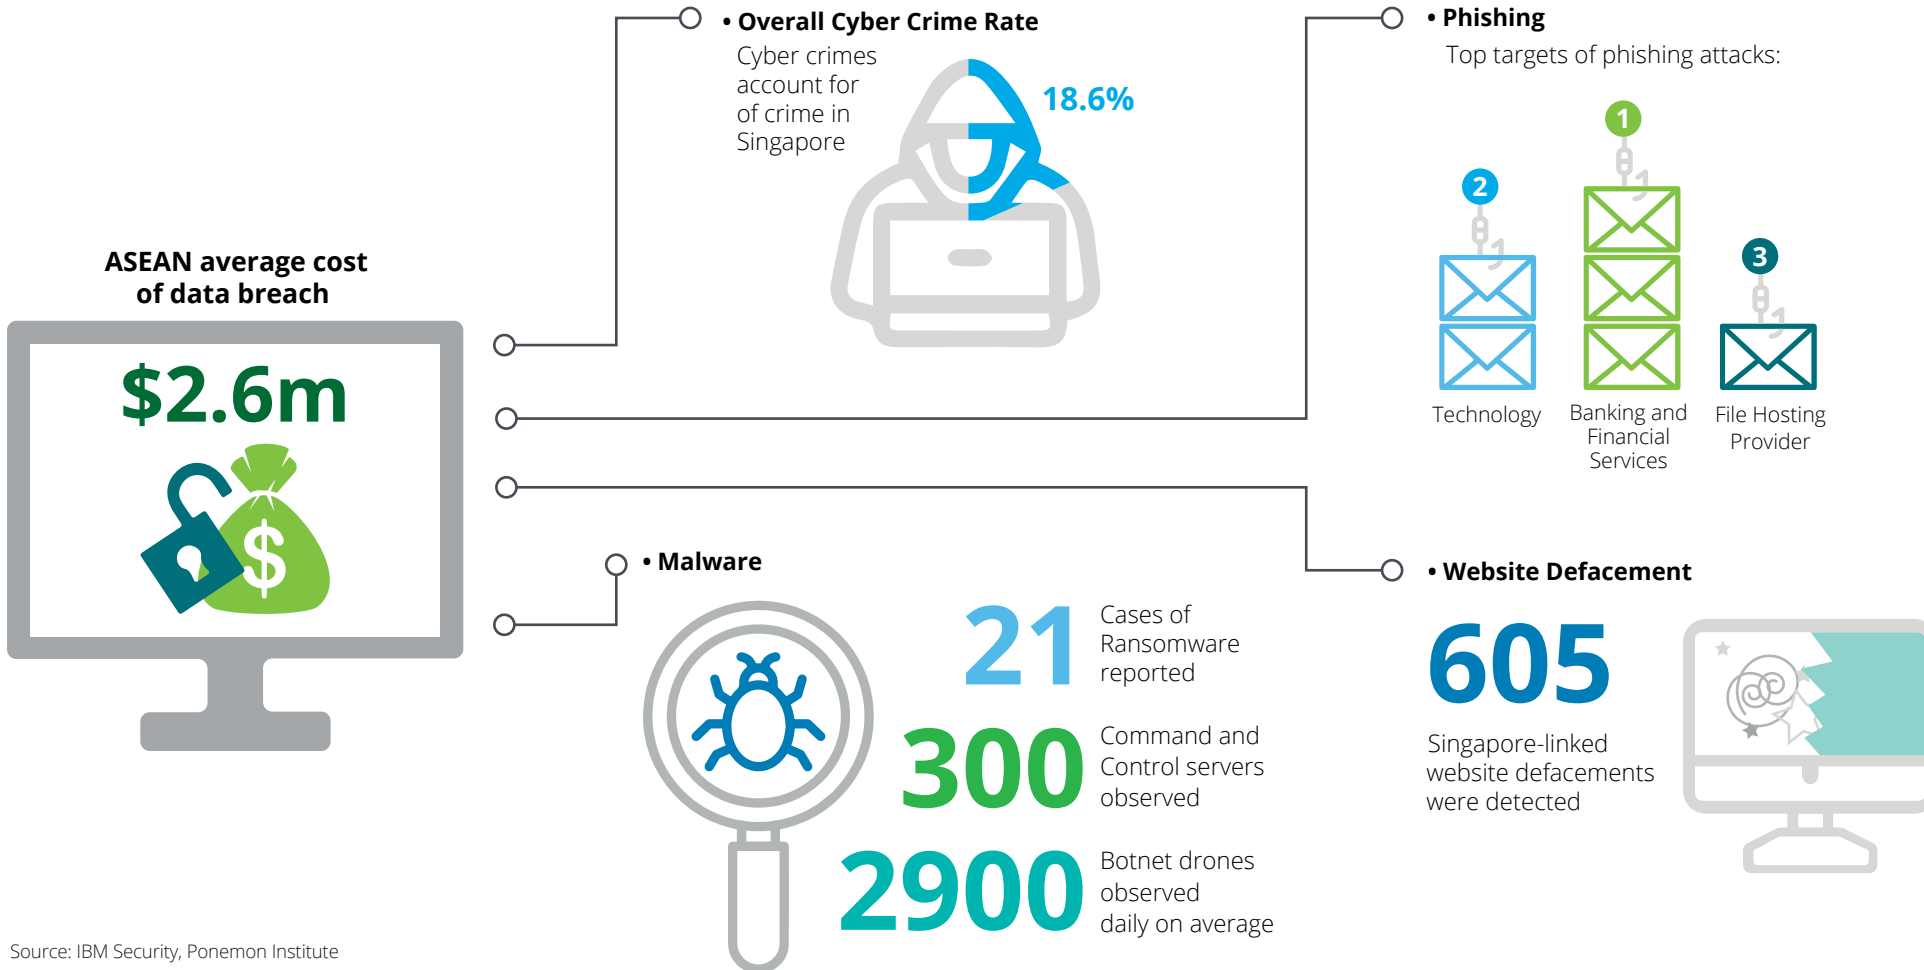 ASEAN average cost
of data breach
$2.6m
$
• Overall Cyber Crime Rate
Cyber crimes
account for
of crime in
Singapore
18.6%
• Phishing
Top targets of phishing attacks:
1
2
3
Technology
Banking and
Financial
Services
File Hosting
Provider
• Malware
21
Cases of
Ransomware
reported
300
Command and
Control servers
observed
2900
Botnet drones
observed
daily on average
• Website Defacement
605
Singapore-linked
website defacements
were detected
Source: IBM Security, Ponemon Institute